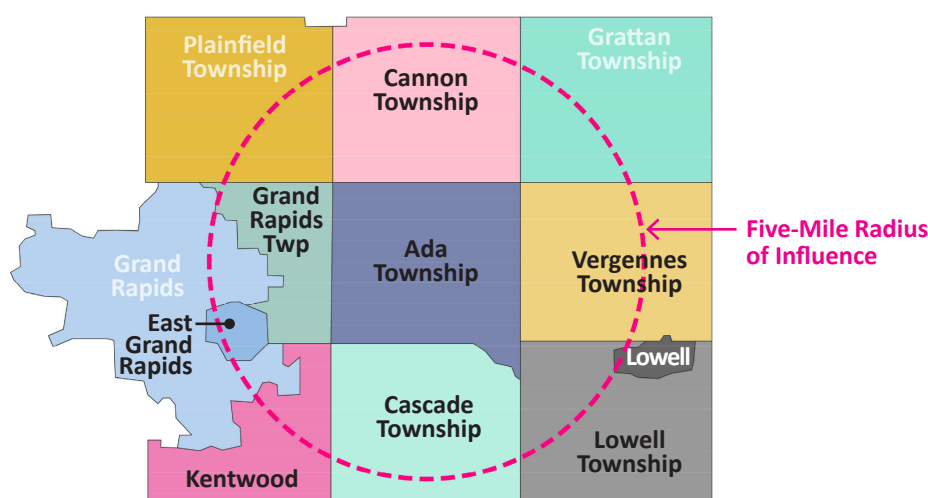 Plainfield
Township
Cannon
Township
Grattan
Township
Grand
Rapids
Twp
Ada
Township
Five-Mile Radius
of Influence
Vergennes
Township
Grand
Rapids
East
Grand
Rapids
Lowell
Cascade
Township
Lowell
Township
Kentwood